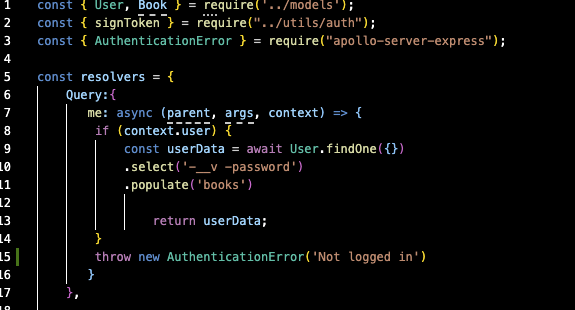 1 const { User, Book } = require('../models');
2 const { signToken } = require("../utils/auth");
3 const { AuthenticationError } = require("apollo-server-express");
4
5 const resolvers = {
6 Query:{
7 me: async (parent, args, context) => {
8 if (context.user) {
9 const userData = await User.findOne({})
10 .select('-__v -password')
11 .populate('books')
12
13 return userData;
14 }
15 throw new AuthenticationError('Not logged in')
16 }
17 },
18